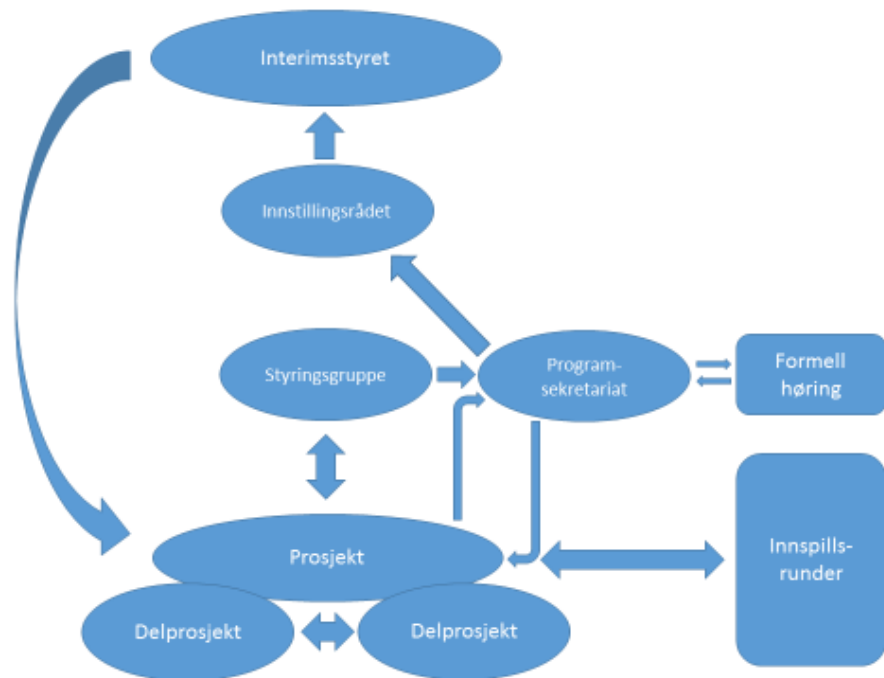 Interimsstyret
Innstillingsrådet
Styringsgruppe
Program-
sekretariat
Formell
høring
Prosjekt
Innspills-
runder
Delprosjekt
Delprosjekt